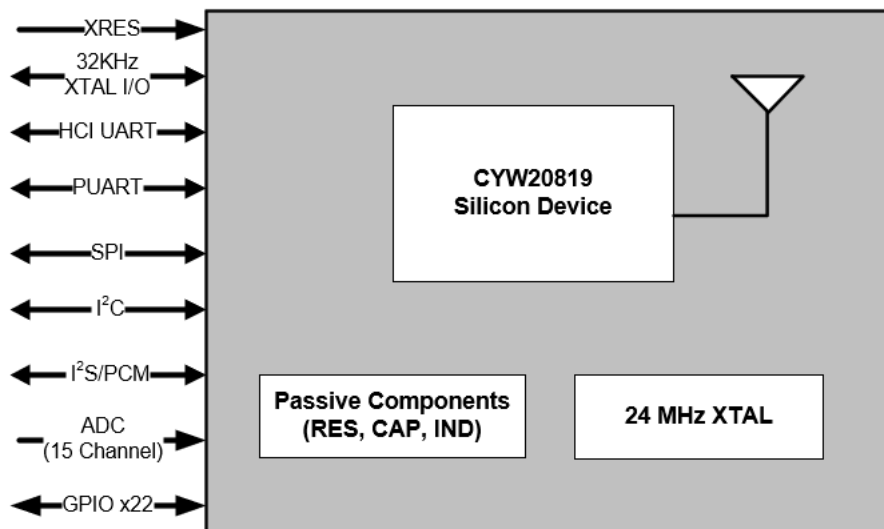 XRES
32KHz
XTAL I/O
HCI UART
PUART
SPI
I²C
I²S/PCM
ADC
(15 Channel)
GPIO x22
CYW20819
Silicon Device
Passive Components
(RES, CAP, IND)
24 MHz XTAL